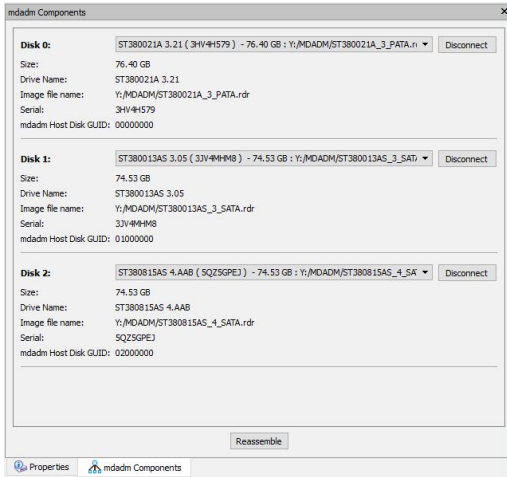 mdadm Components
Disk 0: ST380021A 3.21 ( 3HV4H579 ) - 76.40 GB : Y:/MDADM/ST380021A_3_PATA.r Disconnect
Size: 76.40 GB
Drive Name: ST380021A 3.21
Image file name: Y:/MDADM/ST380021A_3_PATA.rdr
Serial: 3HV4H579
mdadm Host Disk GUID: 00000000
Disk 1: ST380013AS 3.05 ( 3JV4MHM8 ) - 74.53 GB : Y:/MDADM/ST380013AS_3_SAT Disconnect
Size: 74.53 GB
Drive Name: ST380013AS 3.05
Image file name: Y:/MDADM/ST380013AS_3_SATA.rdr
Serial: 3JV4MHM8
mdadm Host Disk GUID: 01000000
Disk 2: ST380815AS 4.AAB ( 5QZ5GPEJ ) - 74.53 GB : Y:/MDADM/ST380815AS_4_SA Disconnect
Size: 74.53 GB
Drive Name: ST380815AS 4.AAB
Image file name: Y:/MDADM/ST380815AS_4_SATA.rdr
Serial: 5QZ5GPEJ
mdadm Host Disk GUID: 02000000
Reassemble
Properties mdadm Components